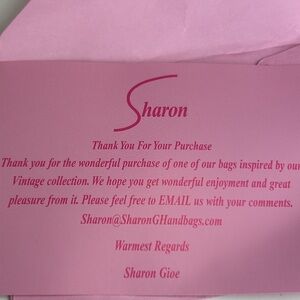 Sharon
Thank You For Your Purchase
Thank you for the wonderful purchase of one of our bags inspired by our
Vintage collection. We hope you get wonderful enjoyment and great
pleasure from it. Please feel free to EMAIL us with your comments.
Sharon@SharonGHandbags.com
Warmest Regards
Sharon Gioe